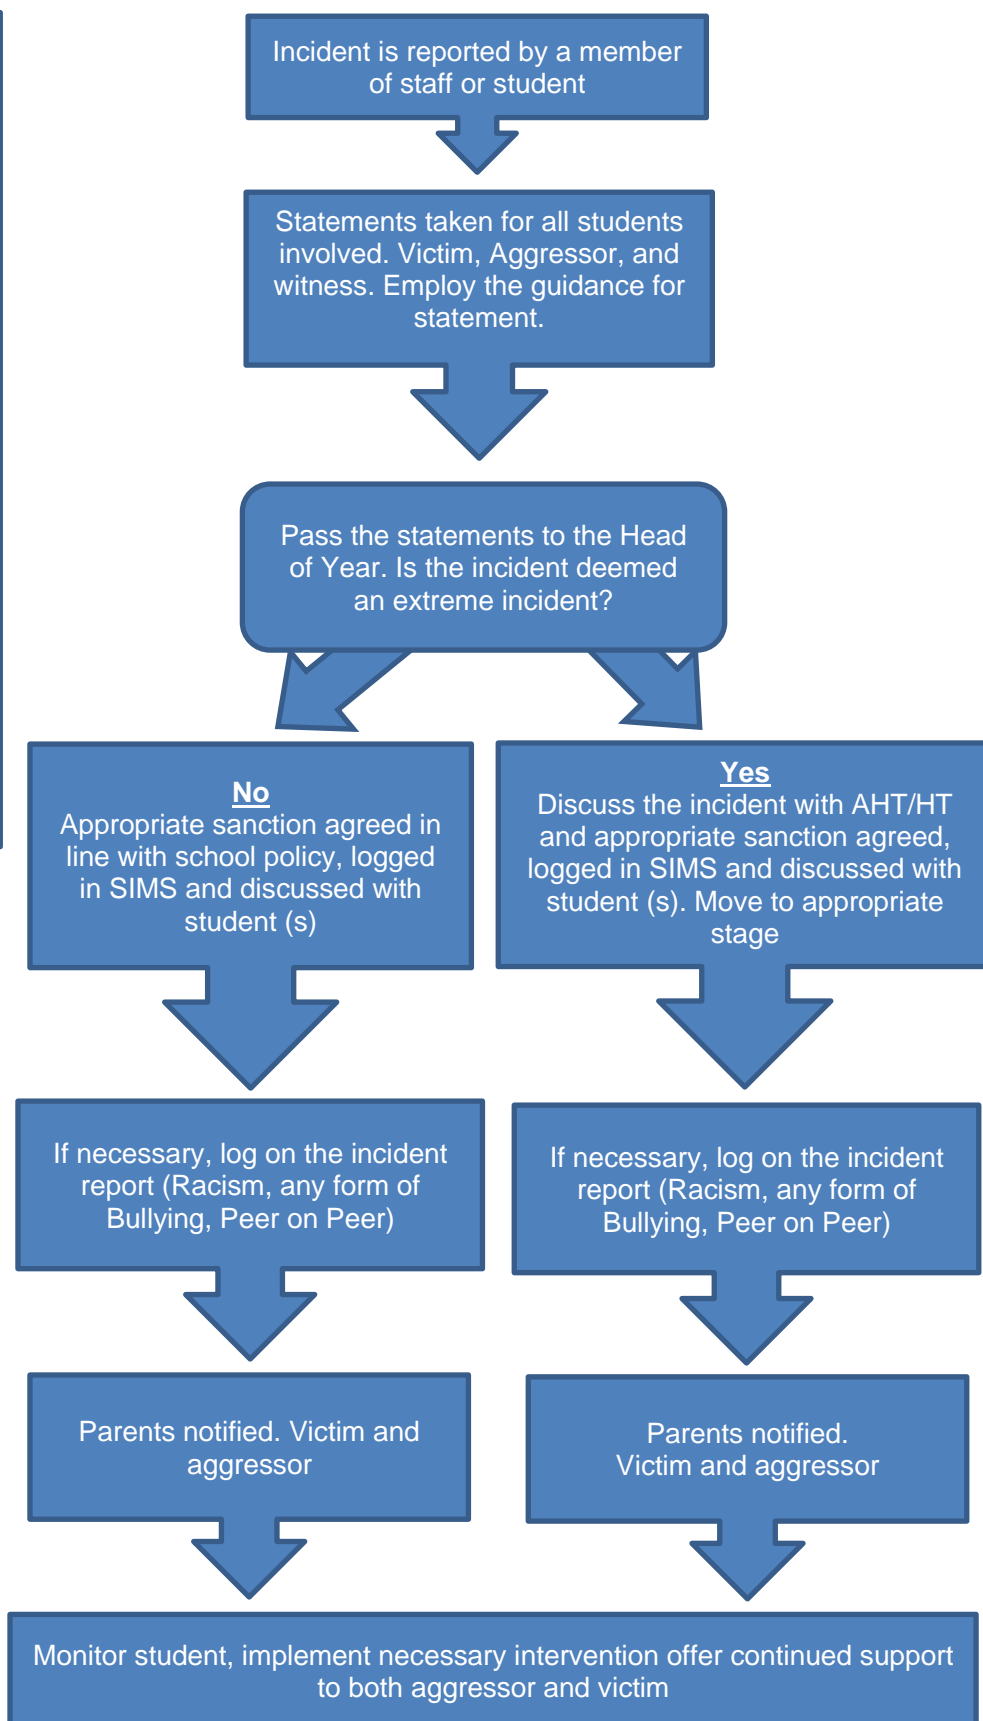 Incident is reported by a member
of staff or student
Statements taken for all students
involved. Victim, Aggressor, and
witness. Employ the guidance for
statement.
Pass the statements to the Head
of Year. Is the incident deemed
an extreme incident?
No
Appropriate sanction agreed in
line with school policy, logged
in SIMS and discussed with
student (s)
Yes
Discuss the incident with AHT/HT
and appropriate sanction agreed,
logged in SIMS and discussed with
student (s). Move to appropriate
stage
If necessary, log on the incident
report (Racism, any form of
Bullying, Peer on Peer)
If necessary, log on the incident
report (Racism, any form of
Bullying, Peer on Peer)
Parents notified. Victim and
aggressor
Parents notified.
Victim and aggressor
Monitor student, implement necessary intervention offer continued support
to both aggressor and victim